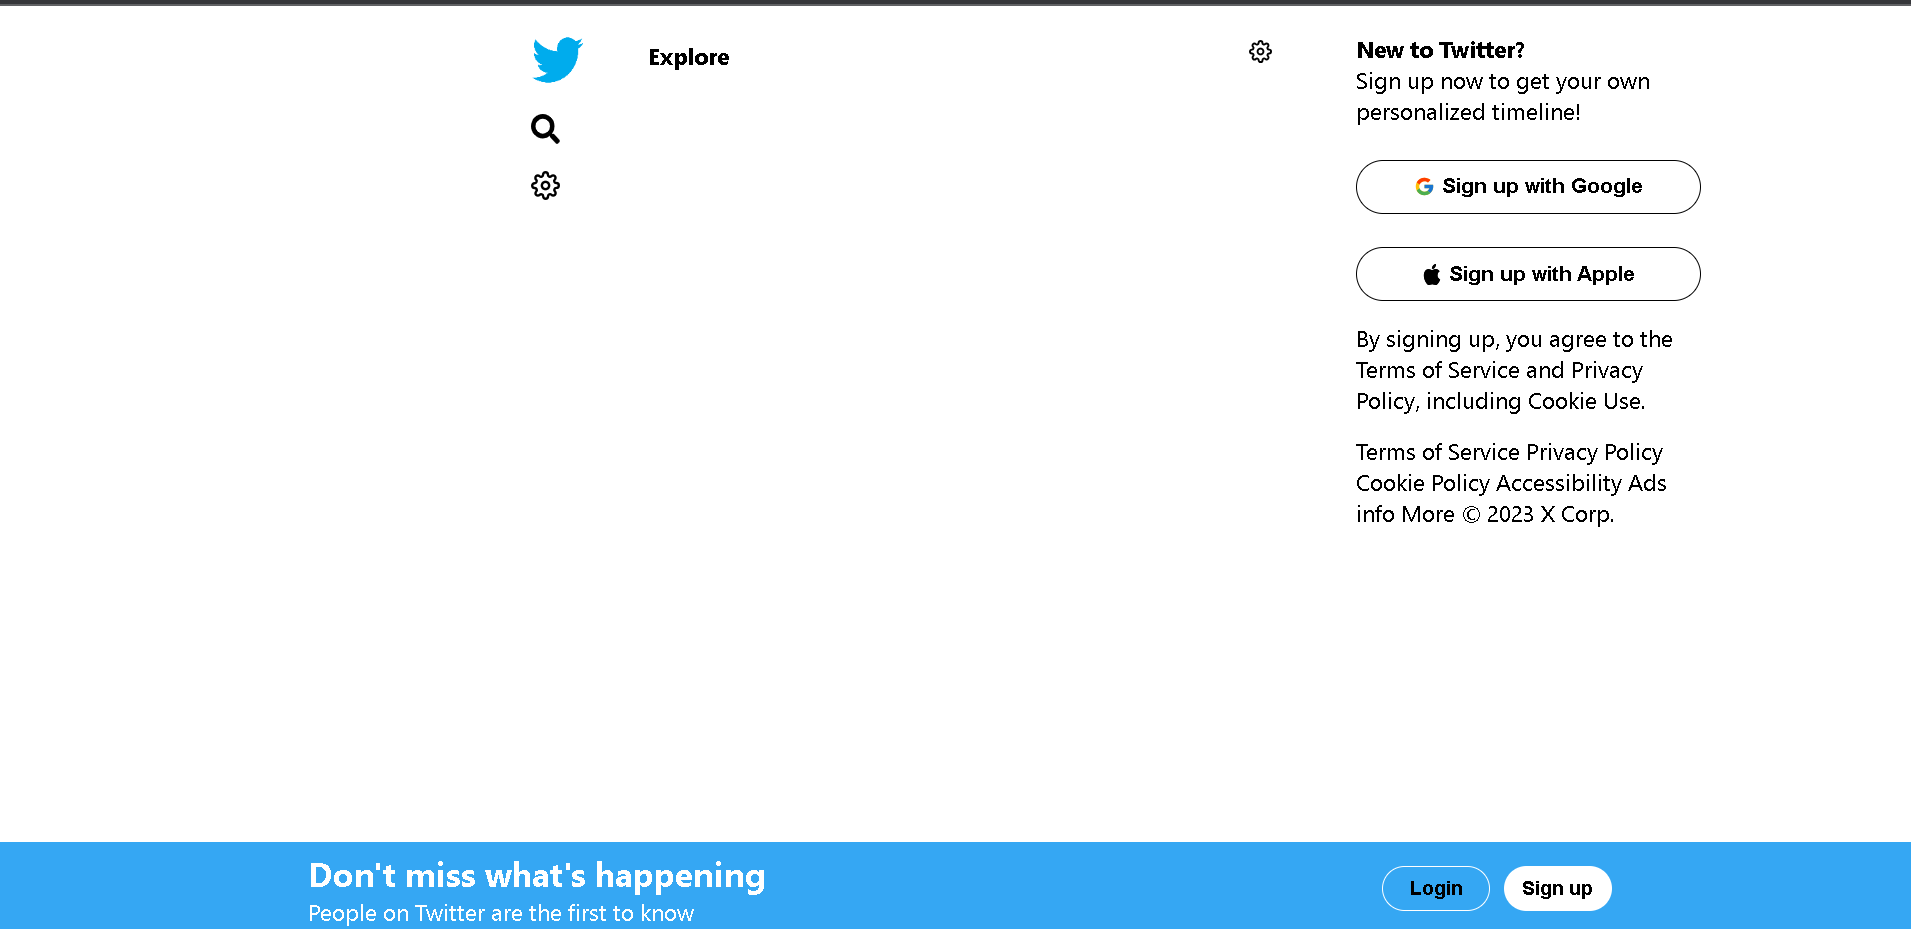 Explore
New to Twitter?
Sign up now to get your own
personalized timeline!
Sign up with Google
Sign up with Apple
By signing up, you agree to the
Terms of Service and Privacy
Policy, including Cookie Use.
Terms of Service Privacy Policy
Cookie Policy Accessibility Ads
info More © 2023 X Corp.
Don't miss what's happening
People on Twitter are the first to know
Login
Sign up